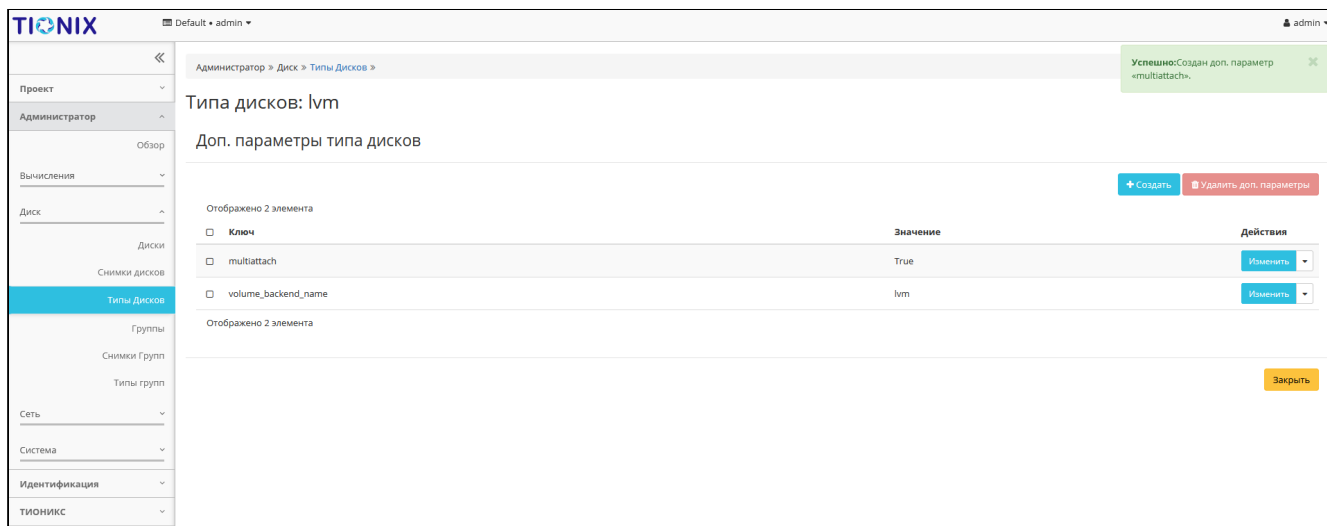 TIONIX
Default • admin
admin
Администратор » Диск » Типы Дисков »
Успешно:Создан доп. параметр
«multiattach».
Проект
Администратор
Обзор
Вычисления
Диск
Диски
Снимки дисков
Типы Дисков
Группы
Снимки Групп
Типы групп
Сеть
Система
Идентификация
ТИОНИКС
Типа дисков: lvm
Доп. параметры типа дисков
Создать Удалить доп. параметры
Отображено 2 элемента
Ключ Значение Действия
multiattach True Изменить
volume_backend_name lvm Изменить
Отображено 2 элемента
Закрыть